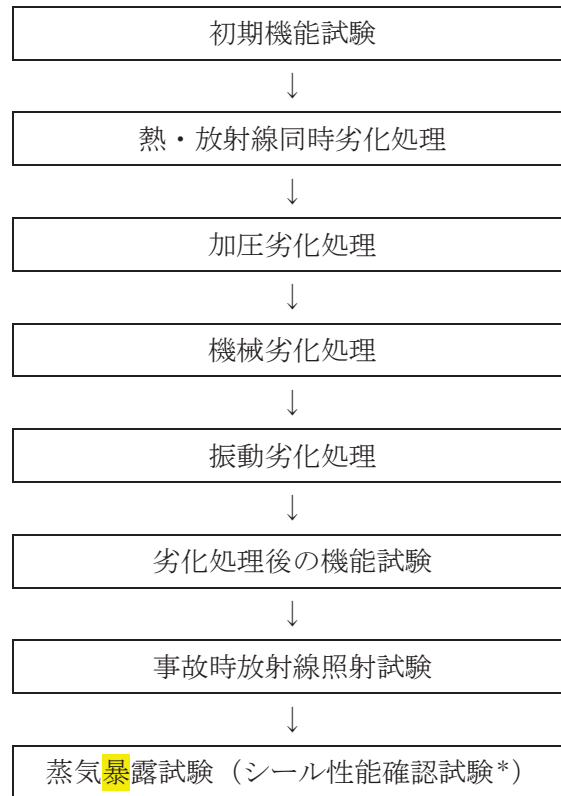 初期機能試験
↓
熱・放射線同時劣化処理
↓
加圧劣化処理
↓
機械劣化処理
↓
振動劣化処理
↓
劣化処理後の機能試験
↓
事故時放射線照射試験
↓
蒸気暴露試験（シール性能確認試験*）